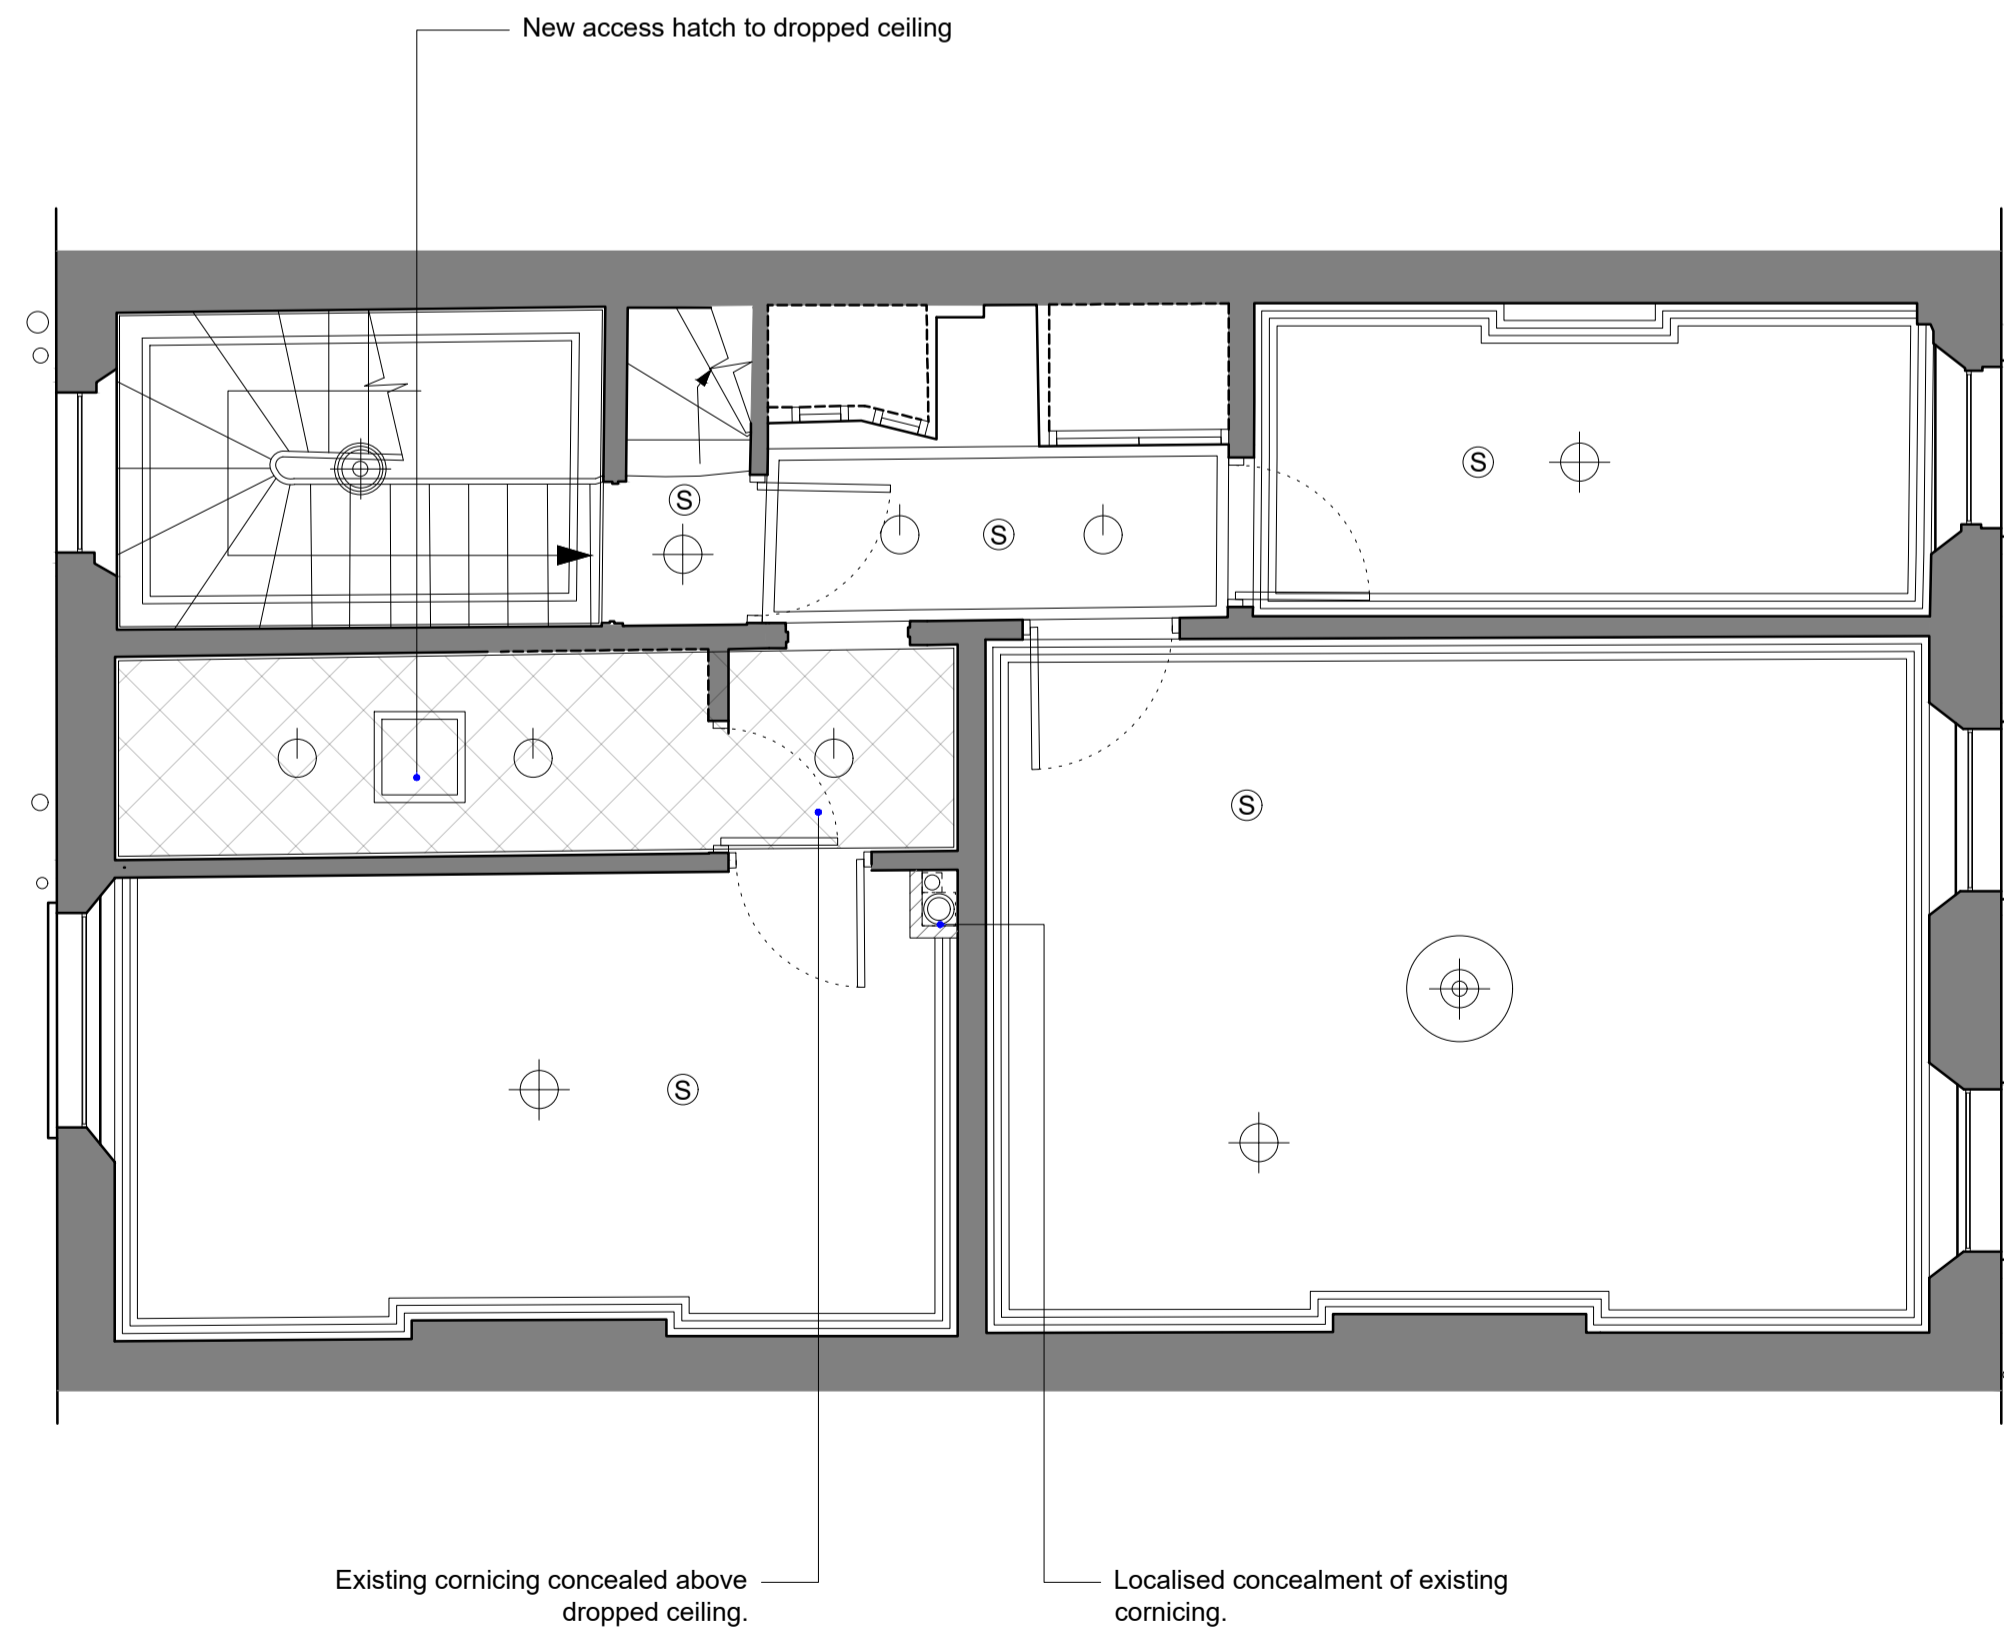 New access hatch to dropped ceiling
S
S
S
S
S
Existing cornicing concealed above
dropped ceiling.
Localised concealment of existing
cornicing.